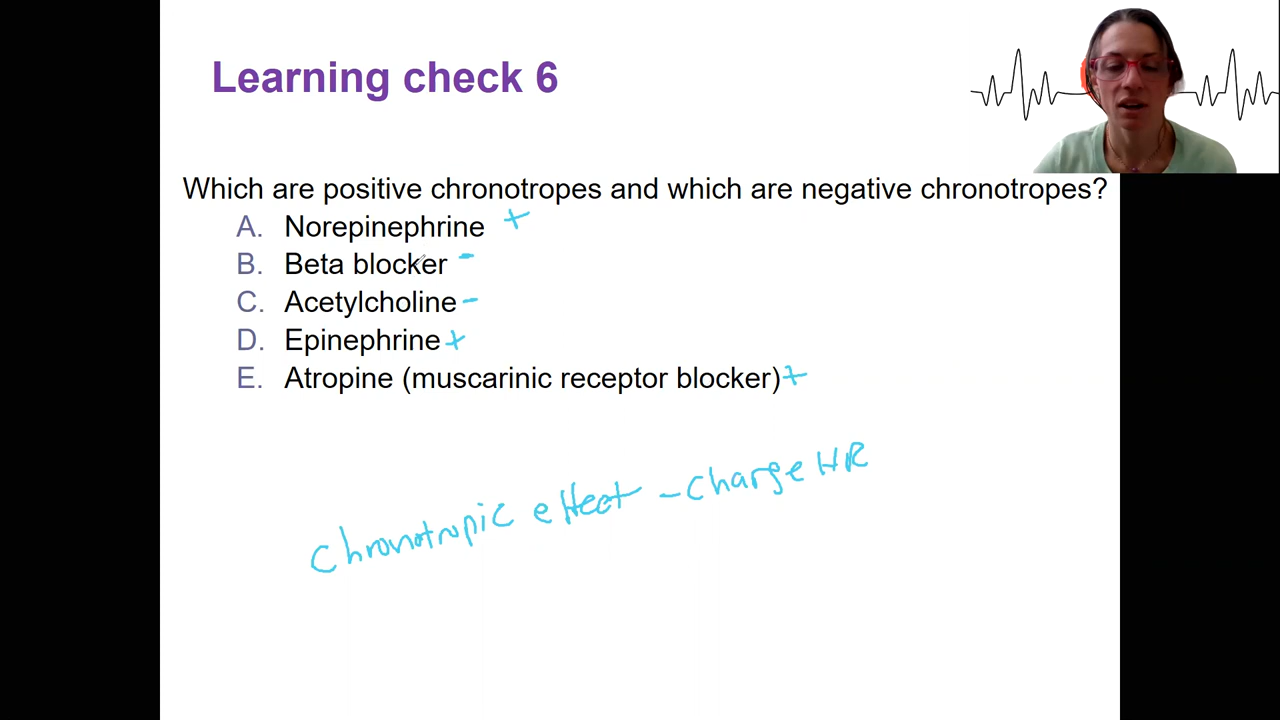 Learning check 6
Which are positive chronotropes and which are negative chronotropes?
A. Norepinephrine +
B. Beta blocker -
C. Acetylcholine -
D. Epinephrine +
E. Atropine (muscarinic receptor blocker) +
Chronotropic effect - change HR